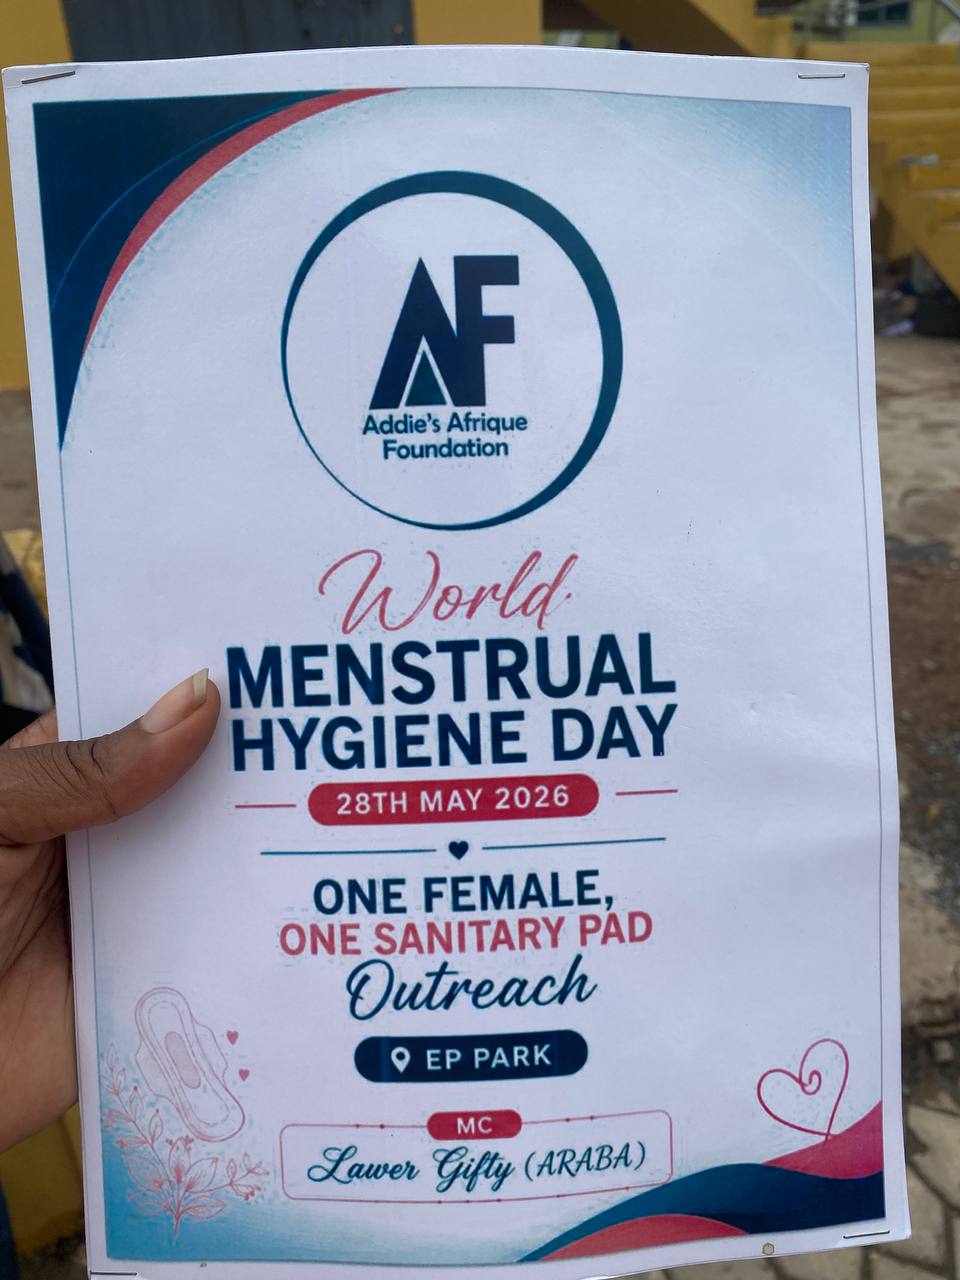 AF
Addie's Afrique
Foundation
World
MENSTRUAL
HYGIENE DAY
28TH MAY 2026
ONE FEMALE,
ONE SANITARY PAD
Outreach
EP PARK
MC
Lawer Gifty (ARABA)